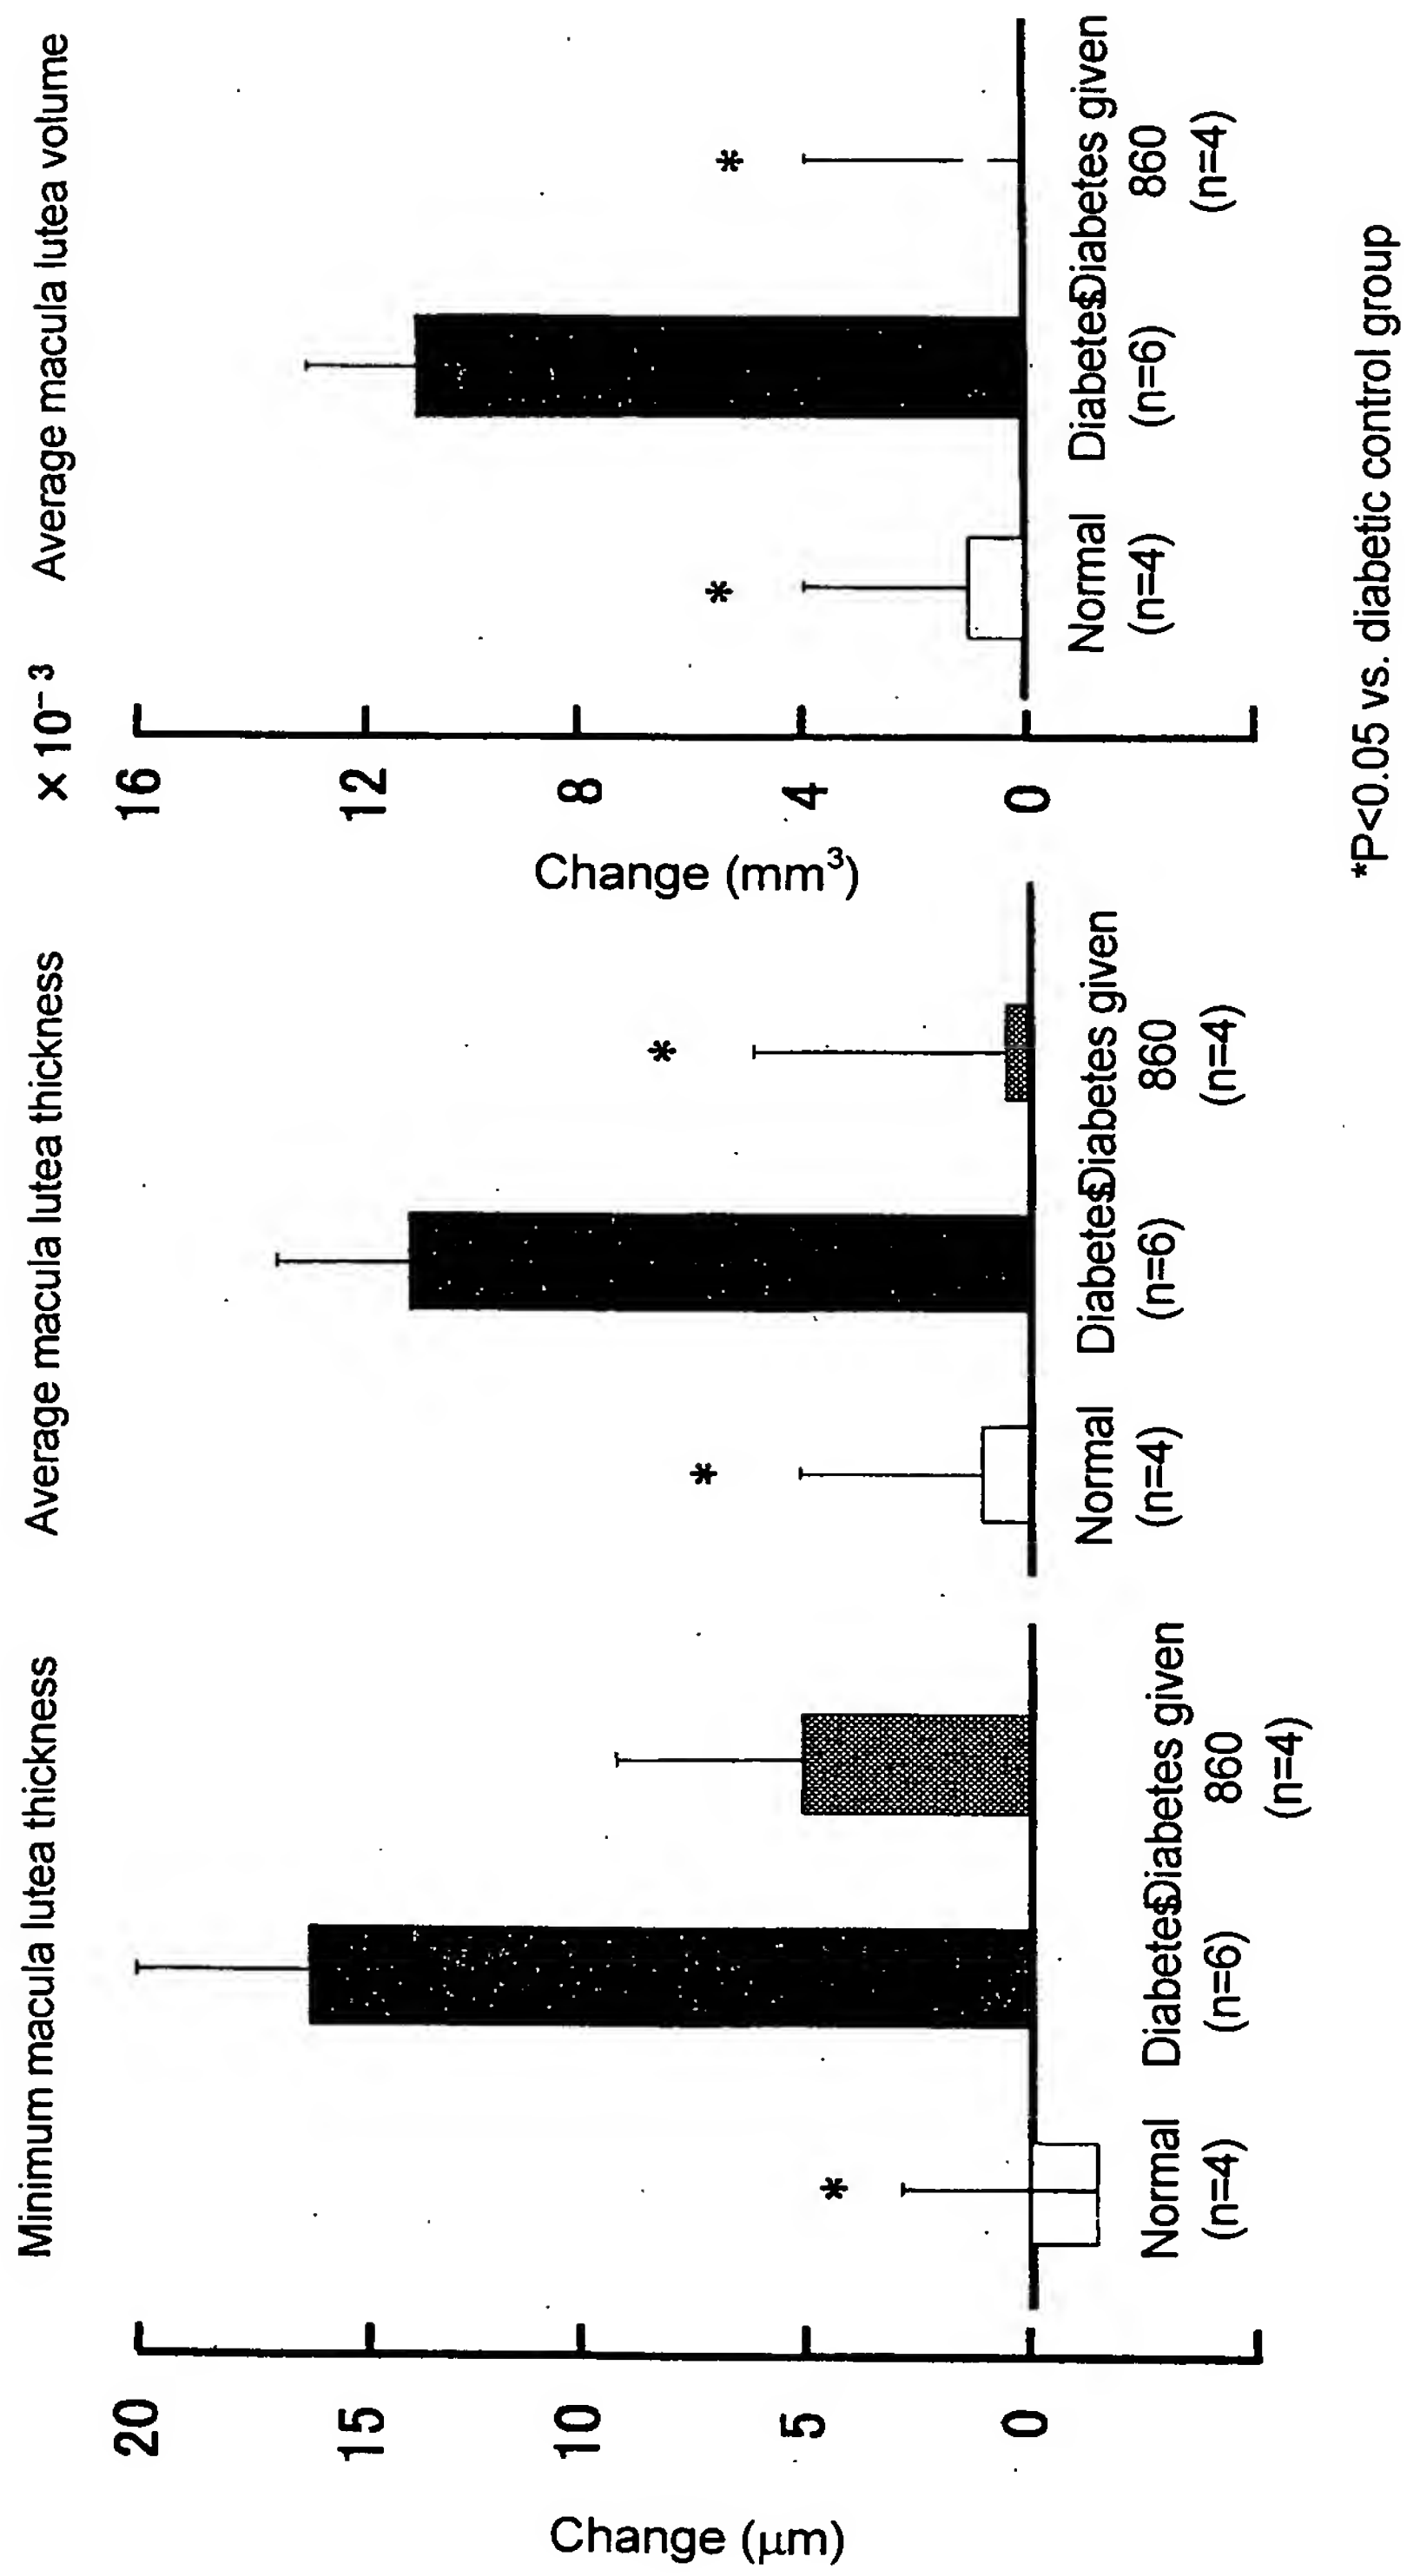 Minimum macula lutea thickness
Average macula lutea thickness
× 10⁻³
Average macula lutea volume
Change (μm)
20
15
10
5
0
*
Normal
(n=4)
Diabetes
(n=6)
Diabetes given
860
(n=4)
*
*
Normal
(n=4)
Diabetes
(n=6)
Diabetes given
860
(n=4)
Change (mm³)
16
12
8
4
0
*
*
Normal
(n=4)
Diabetes
(n=6)
Diabetes given
860
(n=4)
*P<0.05 vs. diabetic control group